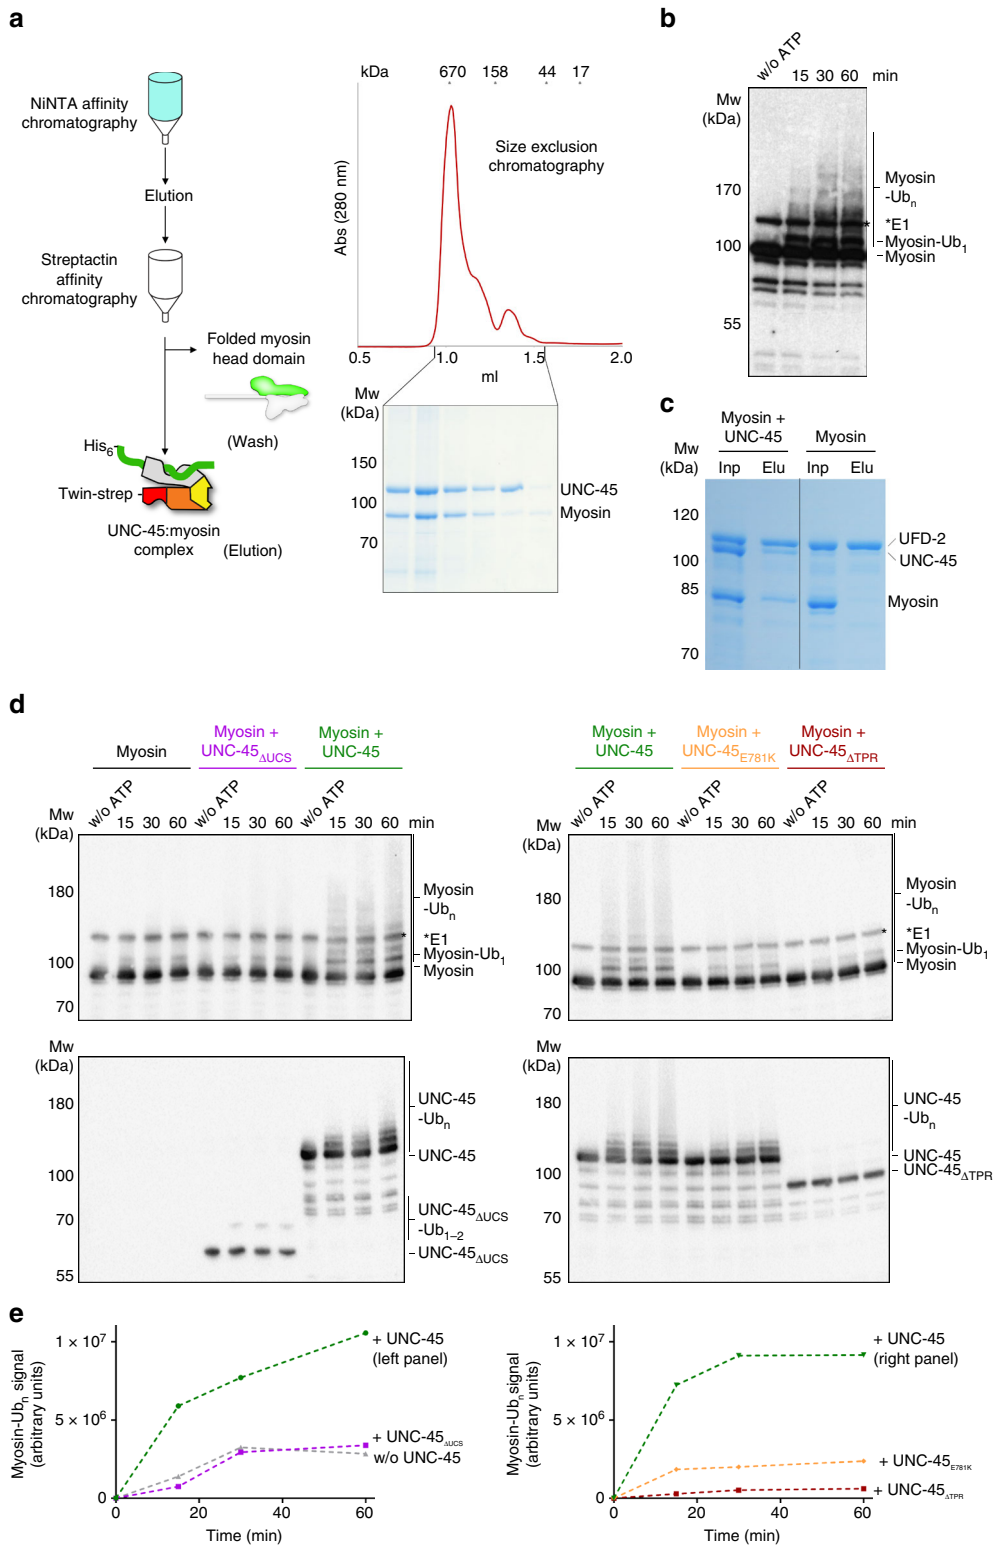 a
NiNTA affinity
chromatography
Elution
Streptactin
affinity
chromatography
Folded myosin
head domain
(Wash)
His6
Twin-strep
UNC-45:myosin
complex
(Elution)
kDa 670 158 44 17
Size exclusion
chromatography
Abs (280 nm)
0.5 1.0 1.5 2.0
ml
Mw
(kDa)
150
100
70
UNC-45
Myosin
b
w/o ATP 15 30 60 min
Mw
(kDa)
170
100
55
Myosin
-Ubn
*
*E1
Myosin-Ub1
Myosin
c
Myosin +
UNC-45
Myosin
Mw
(kDa)
Inp Elu Inp Elu
120
100
85
70
UFD-2
UNC-45
Myosin
d
Myosin
Myosin +
UNC-45ΔUCS
Myosin +
UNC-45
w/o ATP 15 30 60 w/o ATP 15 30 60 w/o ATP 15 30 60 min
Mw
(kDa)
180
100
70
Myosin
-Ubn
*
*E1
Myosin-Ub1
Myosin
Mw
(kDa)
180
100
70
55
UNC-45
-Ubn
UNC-45
UNC-45ΔUCS
-Ub1–2
UNC-45ΔUCS
Myosin +
UNC-45
Myosin +
UNC-45E781K
Myosin +
UNC-45ΔTPR
w/o ATP 15 30 60 w/o ATP 15 30 60 w/o ATP 15 30 60 min
Mw
(kDa)
180
100
70
Myosin
-Ubn
*
*E1
Myosin-Ub1
Myosin
Mw
(kDa)
180
100
70
55
UNC-45
-Ubn
UNC-45
UNC-45ΔTPR
e
Myosin-Ubn signal
(arbitrary units)
1 × 10⁷
5 × 10⁶
0
20 40 60
Time (min)
+ UNC-45
(left panel)
+ UNC-45ΔUCS
w/o UNC-45
Myosin-Ubn signal
(arbitrary units)
1 × 10⁷
5 × 10⁶
0
0 20 40 60
Time (min)
+ UNC-45
(right panel)
+ UNC-45E781K
+ UNC-45ΔTPR